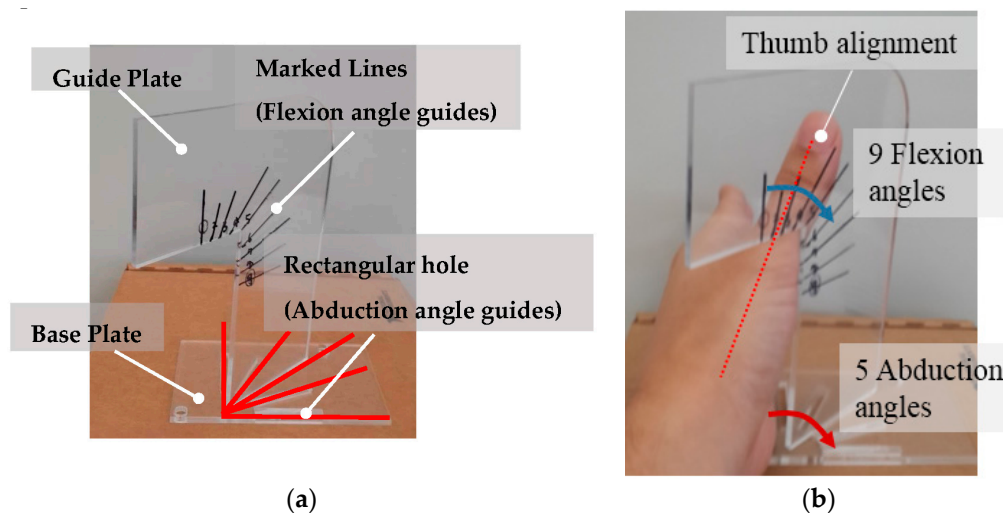 Guide Plate
Marked Lines
(Flexion angle guides)
Rectangular hole
(Abduction angle guides)
Base Plate
(a)
Thumb alignment
9 Flexion
angles
5 Abduction
angles
(b)